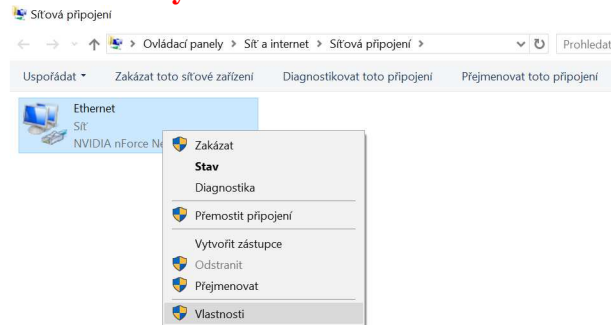 Síťová připojení
Ovládací panely > Síť a internet > Síťová připojení >
Prohledat
Uspořádat
Zakázat toto síťové zařízení
Diagnostikovat toto připojení
Přejmenovat toto připojení
Ethernet
Síť
NVIDIA nForce
Zakázat
Stav
Diagnostika
Přemostit připojení
Vytvořit zástupce
Odstranit
Přejmenovat
Vlastnosti